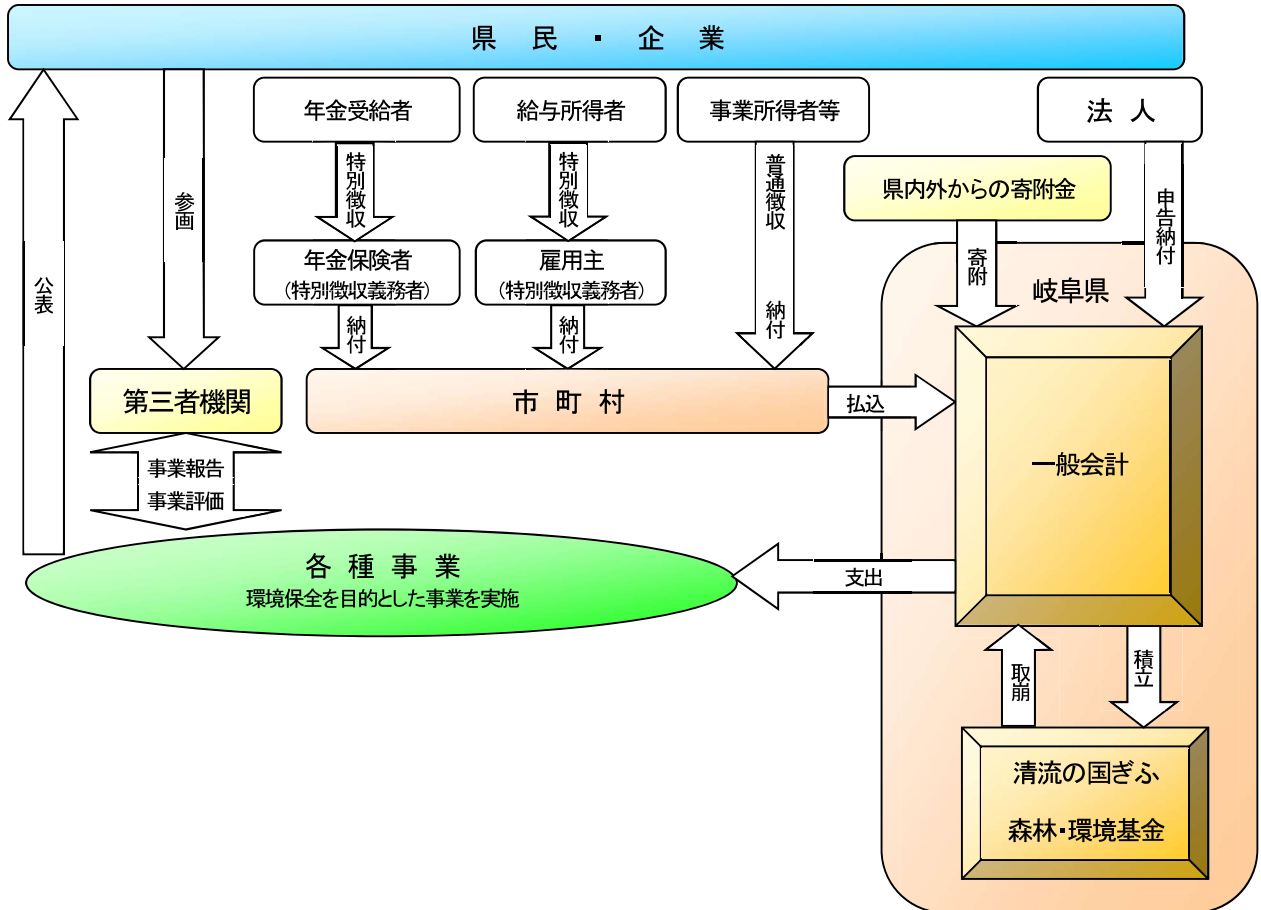 県民・企業
年金受給者
給与所得者
事業所得者等
法人
特別徴収
特別徴収
普通徴収
県内外からの寄附金
申告納付
参画
公表
年金保険者
(特別徴収義務者)
雇用主
(特別徴収義務者)
寄附
岐阜県
納付
納付
納付
第三者機関
市町村
払込
一般会計
事業報告
事業評価
各種事業
環境保全を目的とした事業を実施
支出
取崩
積立
清流の国ぎふ
森林・環境基金